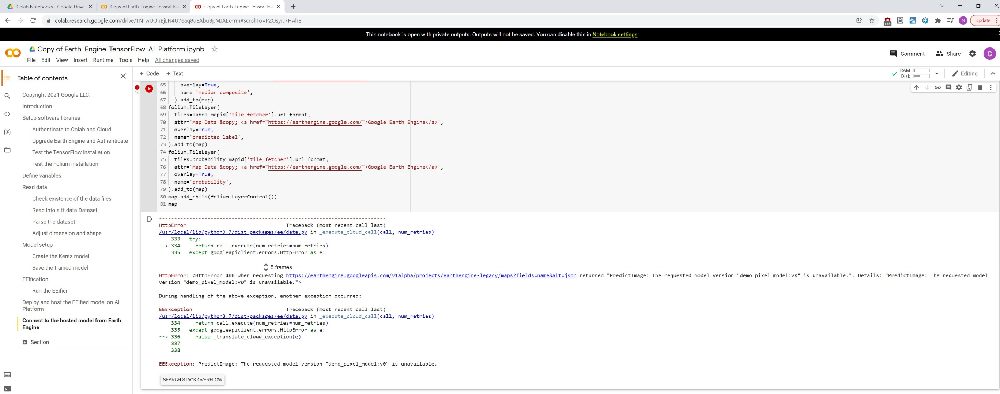 Colab Notebooks - Google Drive
Copy of Earth_Engine_TensorFlow
Copy of Earth_Engine_TensorFlow
colab.research.google.com/drive/1N_wUOhBjLN4U7eaq8uEAbuBpMJALx-Ym#scrollTo=P2OsyrJ7HAhE
145
G
Update
This notebook is open with private outputs. Outputs will not be saved. You can disable this in Notebook settings.
Copy of Earth_Engine_TensorFlow_AI_Platform.ipynb
File Edit View Insert Runtime Tools Help All changes saved
Comment
Share
G
Table of contents
Copyright 2021 Google LLC.
Introduction
Setup software libraries
Authenticate to Colab and Cloud
Upgrade Earth Engine and Authenticate
Test the TensorFlow installation
Test the Folium installation
Define variables
Read data
Check existence of the data files
Read into a tf.data.Dataset
Parse the dataset
Adjust dimension and shape
Model setup
Create the Keras model
Save the trained model
EEification
Run the EEifier
Deploy and host the EEified model on AI
Platform
Connect to the hosted model from Earth
Engine
Section
+ Code + Text
RAM
Disk
Editing
1s
65 overlay=True,
66 name='median composite',
67 ).add_to(map)
68 folium.TileLayer(
69 tiles=label_mapid['tile_fetcher'].url_format,
70 attr='Map Data &copy; <a href="https://earthengine.google.com/">Google Earth Engine</a>',
71 overlay=True,
72 name='predicted label',
73 ).add_to(map)
74 folium.TileLayer(
75 tiles=probability_mapid['tile_fetcher'].url_format,
76 attr='Map Data &copy; <a href="https://earthengine.google.com/">Google Earth Engine</a>',
77 overlay=True,
78 name='probability',
79 ).add_to(map)
80 map.add_child(folium.LayerControl())
81 map
---------------------------------------------------------------------------
HttpError Traceback (most recent call last)
/usr/local/lib/python3.7/dist-packages/ee/data.py in _execute_cloud_call(call, num_retries)
333 try:
--> 334 return call.execute(num_retries=num_retries)
335 except googleapiclient.errors.HttpError as e:
5 frames
HttpError: <HttpError 400 when requesting https://earthengine.googleapis.com/v1alpha/projects/earthengine-legacy/maps?fields=name&alt=json returned "PredictImage: The requested model version "demo_pixel_model:v0" is unavailable.". Details: "PredictImage: The requested model
version "demo_pixel_model:v0" is unavailable.">
During handling of the above exception, another exception occurred:
EEException Traceback (most recent call last)
/usr/local/lib/python3.7/dist-packages/ee/data.py in _execute_cloud_call(call, num_retries)
334 return call.execute(num_retries=num_retries)
335 except googleapiclient.errors.HttpError as e:
--> 336 raise _translate_cloud_exception(e)
337
338
EEException: PredictImage: The requested model version "demo_pixel_model:v0" is unavailable.
SEARCH STACK OVERFLOW